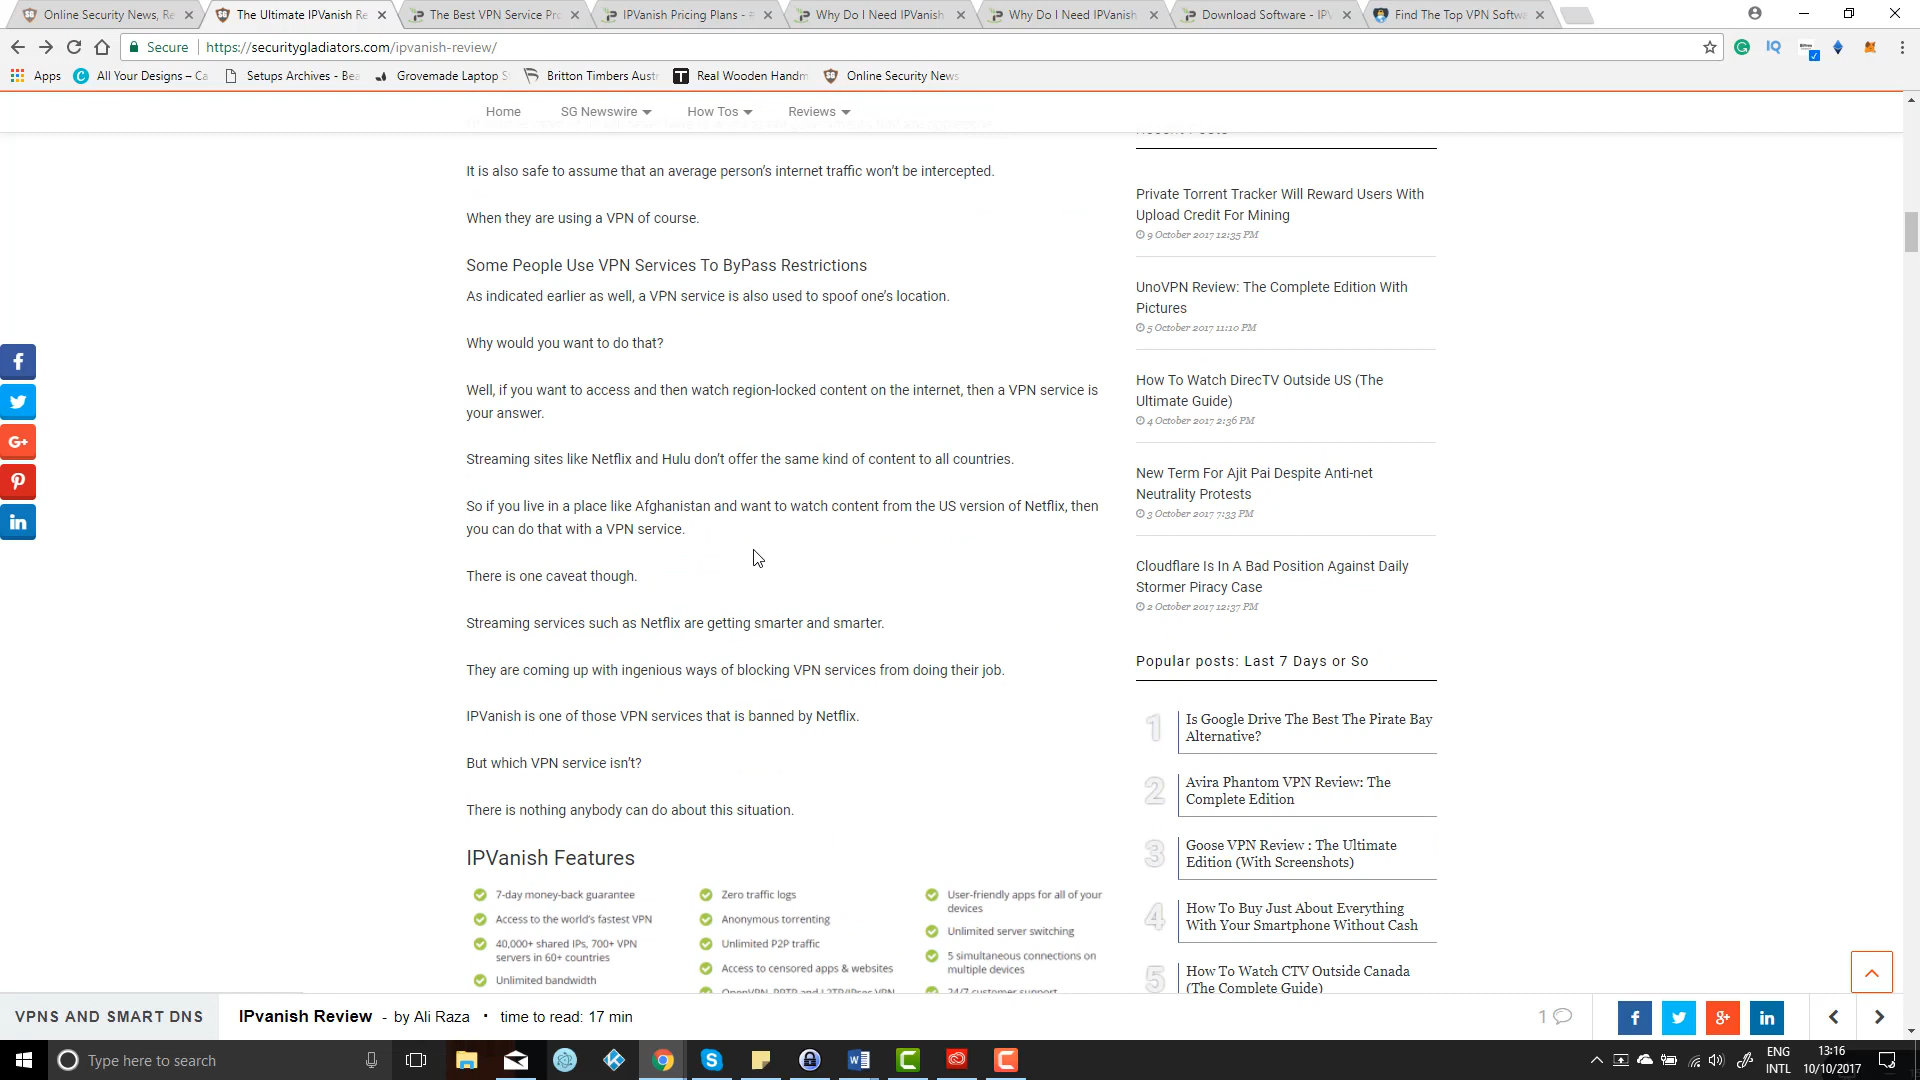 Online Security News, Re
The Ultimate IPVanish Re
The Best VPN Service Pro
IPVanish Pricing Plans -
Why Do I Need IPVanish
Why Do I Need IPVanish
Download Software - IPV
Find The Top VPN Softwa
Secure
https://securitygladiators.com/ipvanish-review/
Apps
All Your Designs – Ca
Setups Archives - Bea
Grovemade Laptop S
Britton Timbers Austr
Real Wooden Handm
Online Security News
Home
SG Newswire
How Tos
Reviews
It is also safe to assume that an average person's internet traffic won't be intercepted.
When they are using a VPN of course.
Some People Use VPN Services To ByPass Restrictions
As indicated earlier as well, a VPN service is also used to spoof one's location.
Why would you want to do that?
Well, if you want to access and then watch region-locked content on the internet, then a VPN service is
your answer.
Streaming sites like Netflix and Hulu don't offer the same kind of content to all countries.
So if you live in a place like Afghanistan and want to watch content from the US version of Netflix, then
you can do that with a VPN service.
There is one caveat though.
Streaming services such as Netflix are getting smarter and smarter.
They are coming up with ingenious ways of blocking VPN services from doing their job.
IPVanish is one of those VPN services that is banned by Netflix.
But which VPN service isn't?
There is nothing anybody can do about this situation.
IPVanish Features
7-day money-back guarantee
Access to the world's fastest VPN
40,000+ shared IPs, 700+ VPN
servers in 60+ countries
Unlimited bandwidth
Zero traffic logs
Anonymous torrenting
Unlimited P2P traffic
Access to censored apps & websites
OpenVPN, PPTP and L2TP/IPsec VPN
User-friendly apps for all of your
devices
Unlimited server switching
5 simultaneous connections on
multiple devices
24/7 customer support
Recent Posts
Private Torrent Tracker Will Reward Users With
Upload Credit For Mining
9 October 2017 12:35 PM
UnoVPN Review: The Complete Edition With
Pictures
5 October 2017 11:10 PM
How To Watch DirecTV Outside US (The
Ultimate Guide)
4 October 2017 2:36 PM
New Term For Ajit Pai Despite Anti-net
Neutrality Protests
3 October 2017 7:33 PM
Cloudflare Is In A Bad Position Against Daily
Stormer Piracy Case
2 October 2017 12:37 PM
Popular posts: Last 7 Days or So
1
Is Google Drive The Best The Pirate Bay
Alternative?
2
Avira Phantom VPN Review: The
Complete Edition
3
Goose VPN Review : The Ultimate
Edition (With Screenshots)
4
How To Buy Just About Everything
With Your Smartphone Without Cash
5
How To Watch CTV Outside Canada
(The Complete Guide)
VPNS AND SMART DNS
IPvanish Review - by Ali Raza · time to read: 17 min
1
Type here to search
ENG
INTL
13:16
10/10/2017